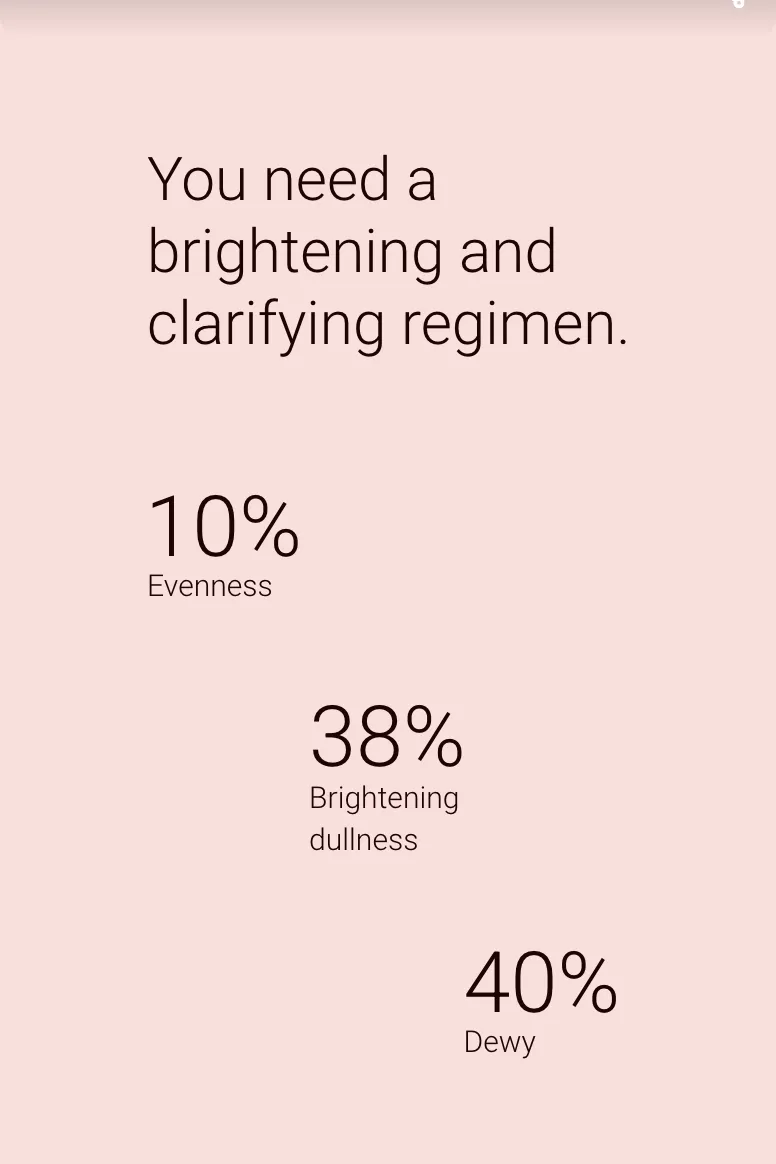 You need a
brightening and
clarifying regimen.
10%
Evenness
38%
Brightening
dullness
40%
Dewy